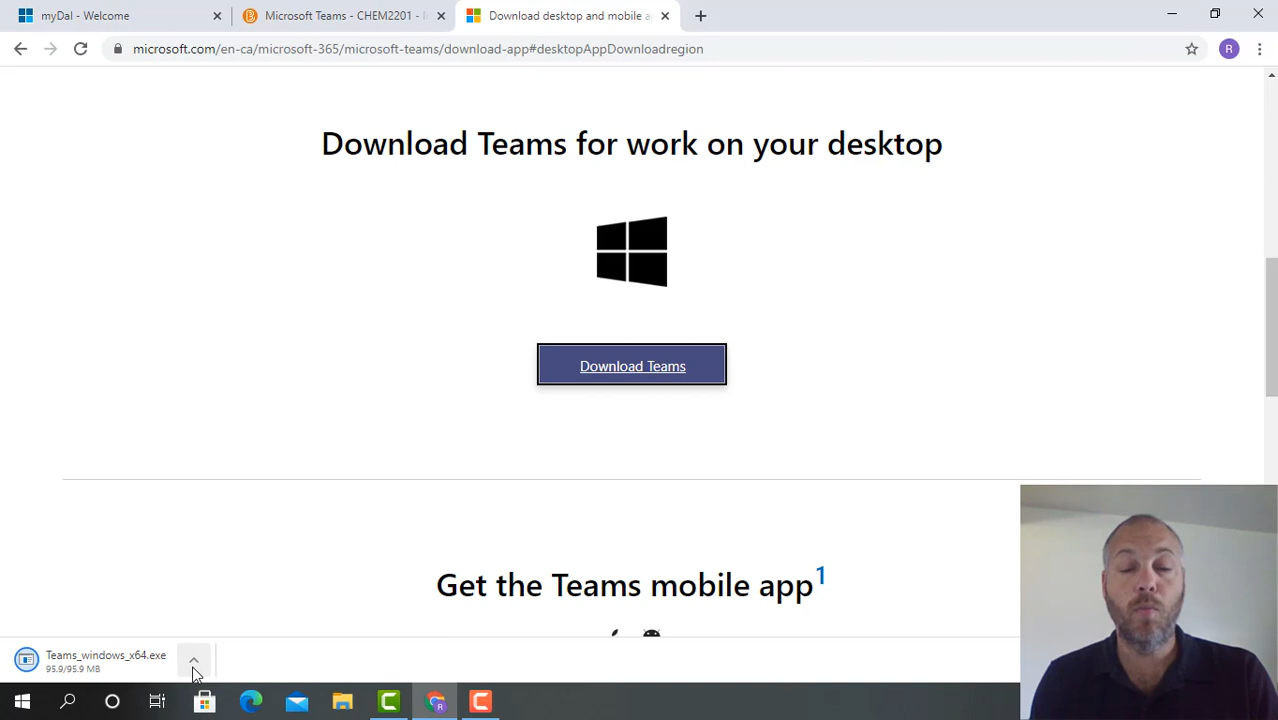 myDal - Welcome
Microsoft Teams - CHEM2201 - I
Download desktop and mobile a
microsoft.com/en-ca/microsoft-365/microsoft-teams/download-app#desktopAppDownloadregion
R
Download Teams for work on your desktop
Download Teams
Get the Teams mobile app1
Teams_windows_x64.exe
95.9/95.9 MB